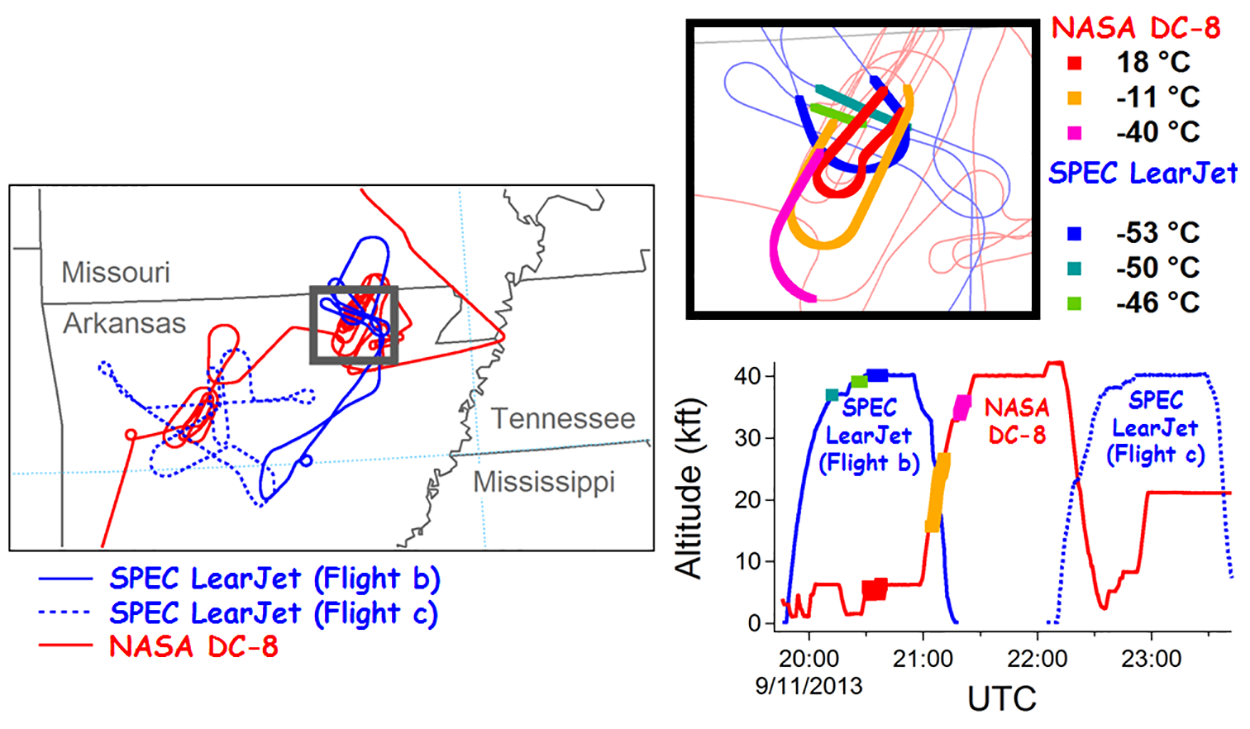 Missouri
Arkansas
Tennessee
Mississippi
SPEC LearJet (Flight b)
SPEC LearJet (Flight c)
NASA DC-8
NASA DC-8
18 °C
-11 °C
-40 °C
SPEC LearJet
-53 °C
-50 °C
-46 °C
Altitude (kft)
40
30
20
10
0
SPEC
LearJet
(Flight b)
NASA
DC-8
SPEC
LearJet
(Flight c)
20:00
21:00
22:00
23:00
9/11/2013
UTC